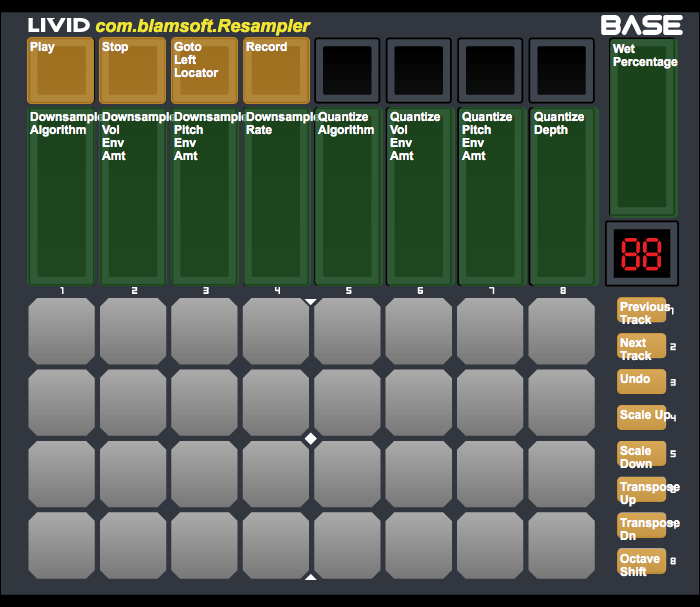 LIVID com.blamsoft.Resampler BASE
Play Stop Goto Record Wet
Left Percentage
Locator
Downsample Downsample Downsample Downsample Quantize Quantize Quantize Quantize
Algorithm Vol Pitch Rate Algorithm Vol Pitch Depth
Env Env Env Env
Amt Amt Amt Amt
88
1 2 3 4 5 6 7 8
Previous 1
Track
Next 2
Track
Undo 3
Scale Up 4
Scale 5
Down
Transpose 6
Up
Transpose 7
Dn
Octave 8
Shift